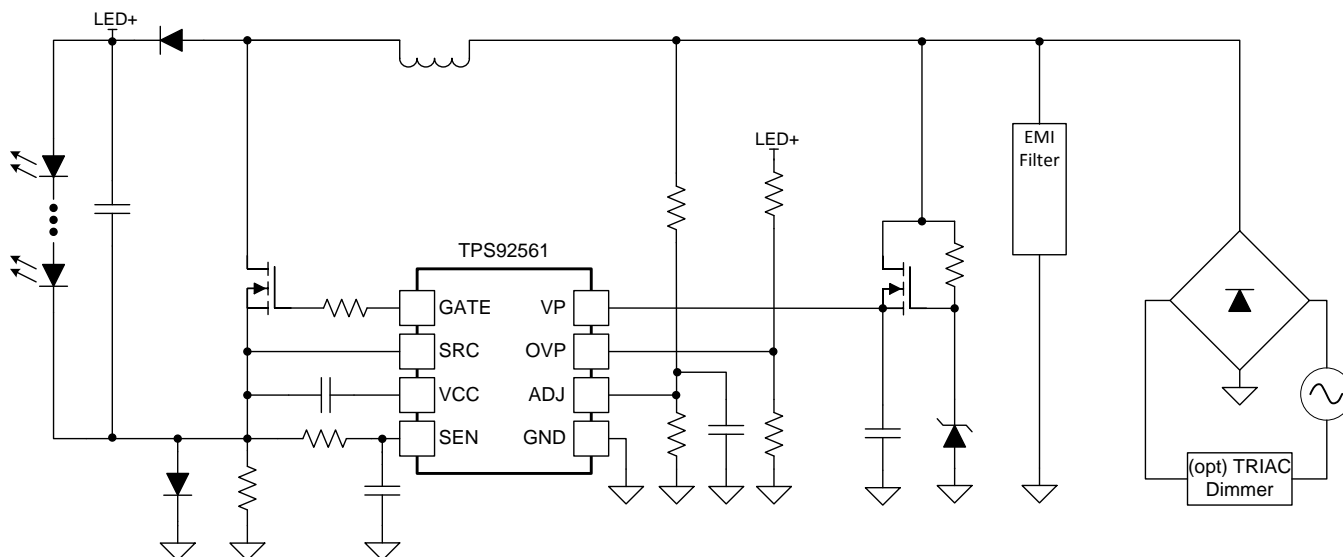 LED+
LED+
EMI
Filter
TPS92561
GATE
VP
SRC
OVP
VCC
ADJ
SEN
GND
(opt) TRIAC
Dimmer